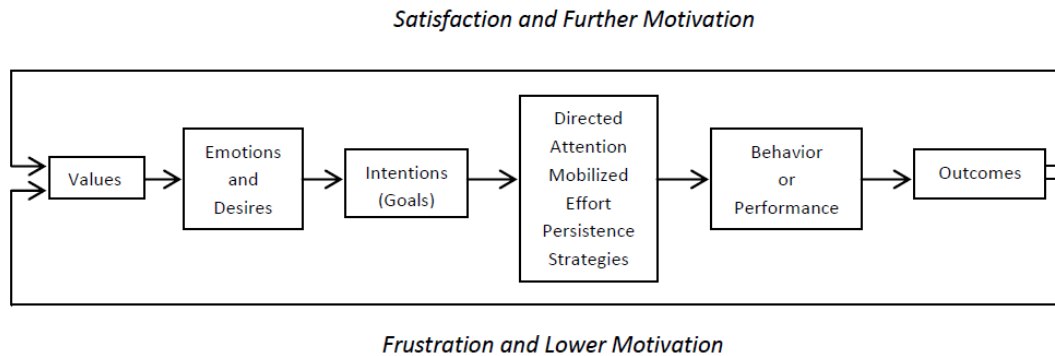 Satisfaction and Further Motivation
Values
Emotions
and
Desires
Intentions
(Goals)
Directed
Attention
Mobilized
Effort
Persistence
Strategies
Behavior
or
Performance
Outcomes
Frustration and Lower Motivation